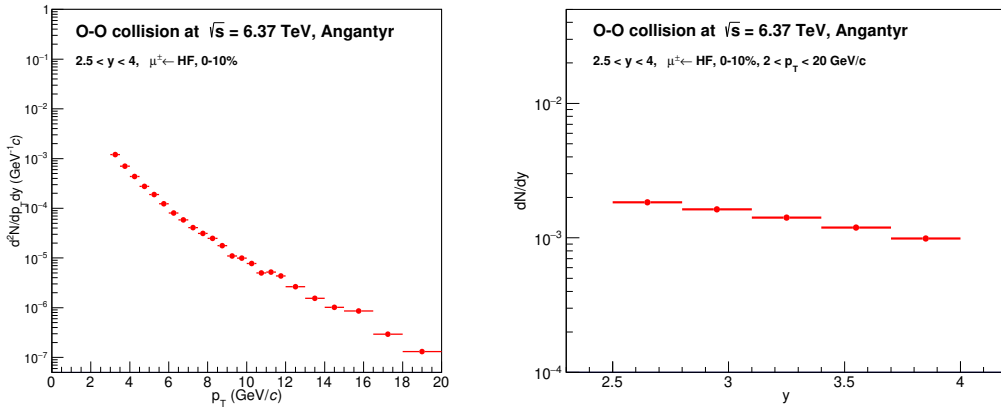 O-O collision at √s = 6.37 TeV, Angantyr
2.5 < y < 4, μ± ← HF, 0-10%
d²N/dp_T dy (GeV⁻¹c)
1
10⁻¹
10⁻²
10⁻³
10⁻⁴
10⁻⁵
10⁻⁶
10⁻⁷
0 2 4 6 8 10 12 14 16 18 20
p_T (GeV/c)
O-O collision at √s = 6.37 TeV, Angantyr
2.5 < y < 4, μ± ← HF, 0-10%, 2 < p_T < 20 GeV/c
dN/dy
10⁻²
10⁻³
10⁻⁴
2.5 3 3.5 4
y